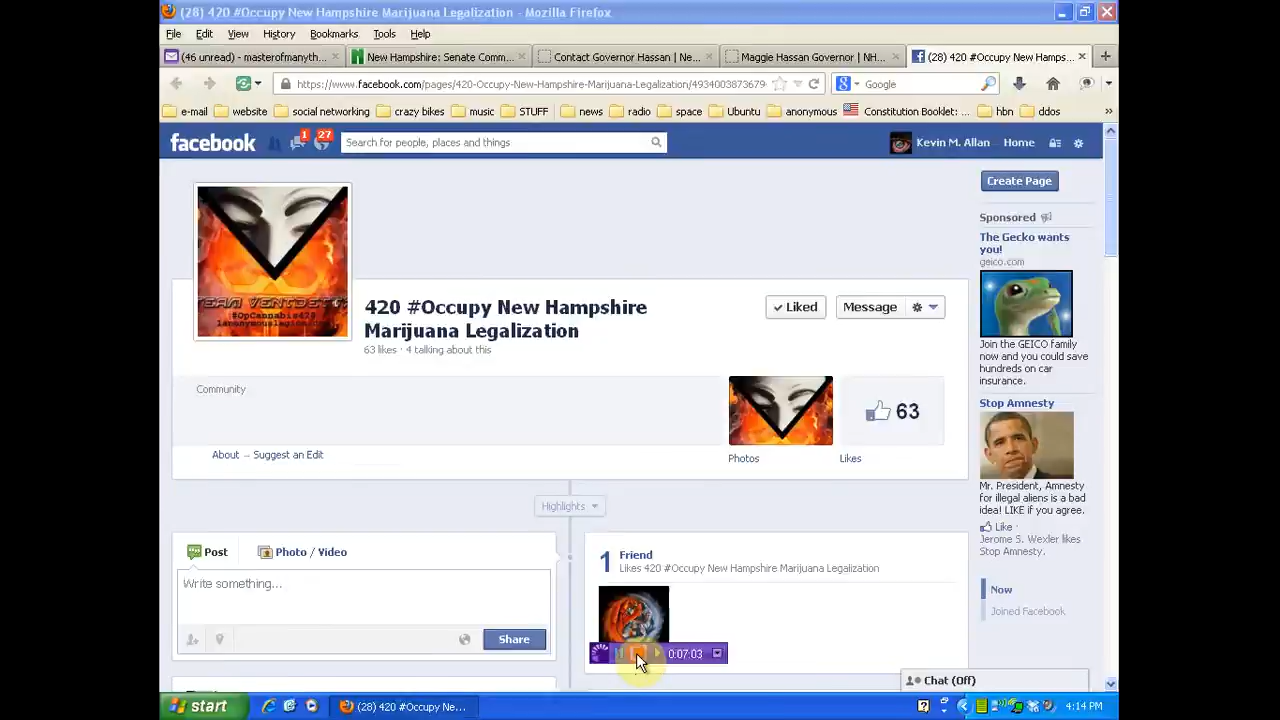 (28) 420 #Occupy New Hampshire Marijuana Legalization - Mozilla Firefox
File Edit View History Bookmarks Tools Help
(46 unread) - masterofmanyth...
New Hampshire: Senate Comm...
Contact Governor Hassan | Ne...
Maggie Hassan Governor | NH...
(28) 420 #Occupy New Hamps...
https://www.facebook.com/pages/420-Occupy-New-Hampshire-Marijuana-Legalization/4934003873679
Google
e-mail website social networking crazy bikes music STUFF news radio space Ubuntu anonymous Constitution Booklet: ... hbn ddos
facebook
1
27
Search for people, places and things
Kevin M. Allan Home
Create Page
TEAM VENDETTA
#OpCannabis420
420 #Occupy New Hampshire
Marijuana Legalization
63 likes · 4 talking about this
Liked
Message
Community
63
About – Suggest an Edit
Photos
Likes
Highlights
Post
Photo / Video
Write something...
Share
1
Friend
Likes 420 #Occupy New Hampshire Marijuana Legalization
0:07:03
Sponsored
The Gecko wants
you!
geico.com
Join the GEICO family
now and you could save
hundreds on car
insurance.
Stop Amnesty
Mr. President, Amnesty
for illegal aliens is a bad
idea! LIKE if you agree.
Like ·
Jerome S. Wexler likes
Stop Amnesty.
Now
Joined Facebook
Chat (Off)
start
(28) 420 #Occupy Ne...
4:14 PM